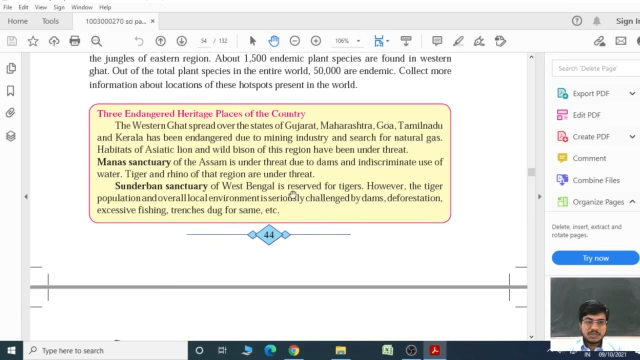 File Edit View Window Help
Home Tools 1003000270 sci pa... × Sign In
54 / 132 106%
the jungles of eastern region. About 1,500 endemic plant species are found in western
ghat. Out of the total plant species in the entire world, 50,000 are endemic. Collect more
information about locations of these hotspots present in the world.
Three Endangered Heritage Places of the Country
The Western Ghat spread over the states of Gujarat, Maharashtra, Goa, Tamilnadu
and Kerala has been endangered due to mining industry and search for natural gas.
Habitats of Asiatic lion and wild bison of this region have been under threat.
Manas sanctuary of the Assam is under threat due to dams and indiscriminate use of
water. Tiger and rhino of that region are under threat.
Sunderban sanctuary of West Bengal is reserved for tigers. However, the tiger
population and overall local environment is seriously challenged by dams, deforestation,
excessive fishing, trenches dug for same, etc.
44
Search 'Delete Page'
Export PDF
Edit PDF
Create PDF
Comment
Combine Files
Organize Pages
Delete, insert, extract and
rotate pages.
Try now
Type here to search
IN 09/10/2021